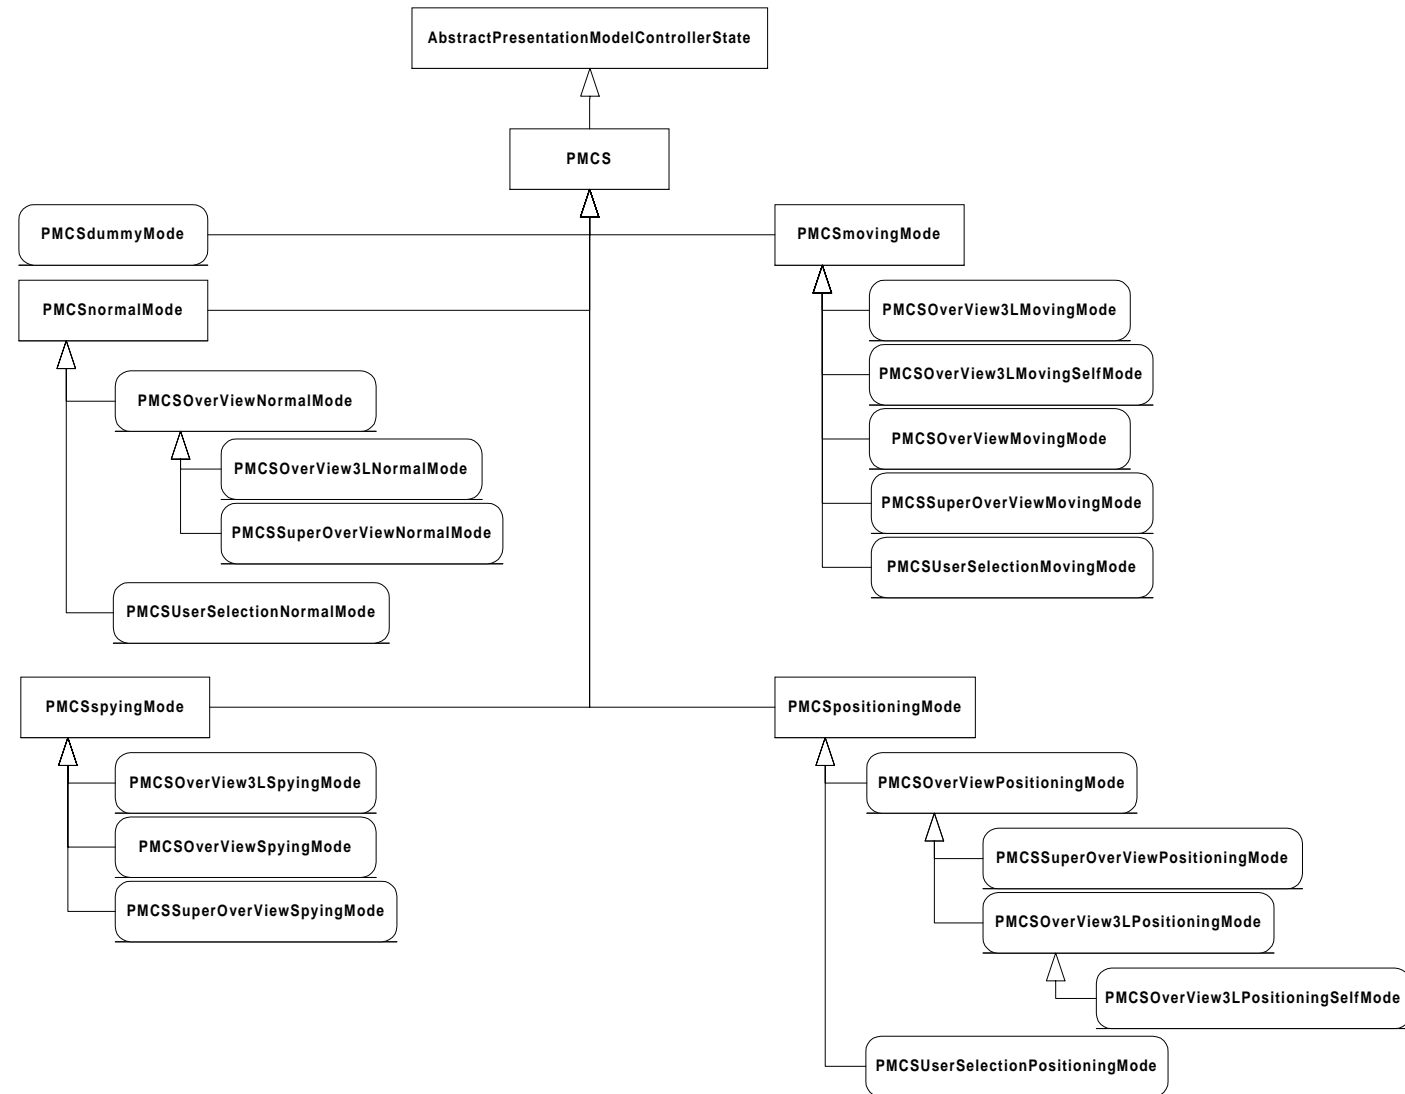 AbstractPresentationModelControllerState
PMCS
PMCSdummyMode
PMCSmovingMode
PMCSnormalMode
PMCSOverView3LMovingMode
PMCSOverView3LMovingSelfMode
PMCSOverViewNormalMode
PMCSOverViewMovingMode
PMCSOverView3LNormalMode
PMCSSuperOverViewMovingMode
PMCSSuperOverViewNormalMode
PMCSUserSelectionMovingMode
PMCSUserSelectionNormalMode
PMCSspyingMode
PMCSpositioningMode
PMCSOverView3LSpyingMode
PMCSOverViewPositioningMode
PMCSOverViewSpyingMode
PMCSSuperOverViewPositioningMode
PMCSSuperOverViewSpyingMode
PMCSOverView3LPositioningMode
PMCSOverView3LPositioningSelfMode
PMCSUserSelectionPositioningMode